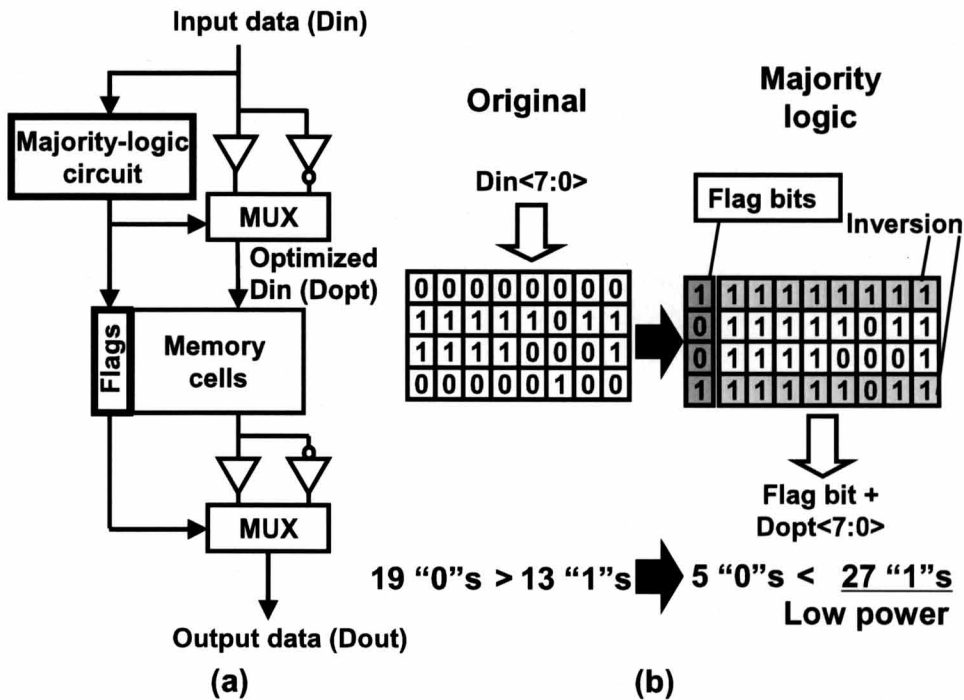 Input data (Din)
Majority-logic
circuit
MUX
Optimized
Din (Dopt)
Flags
Memory
cells
MUX
Output data (Dout)
(a)
Original
Majority
logic
Din<7:0>
Flag bits
Inversion
0 0 0 0 0 0 0 0
1 1 1 1 1 0 1 1
1 1 1 1 0 0 0 1
0 0 0 0 0 1 0 0
1 1 1 1 1 1 1 1 1
0 1 1 1 1 1 0 1 1
0 1 1 1 1 0 0 0 1
1 1 1 1 1 1 0 1 1
Flag bit +
Dopt<7:0>
19 “0”s > 13 “1”s
5 “0”s < 27 “1”s
Low power
(b)